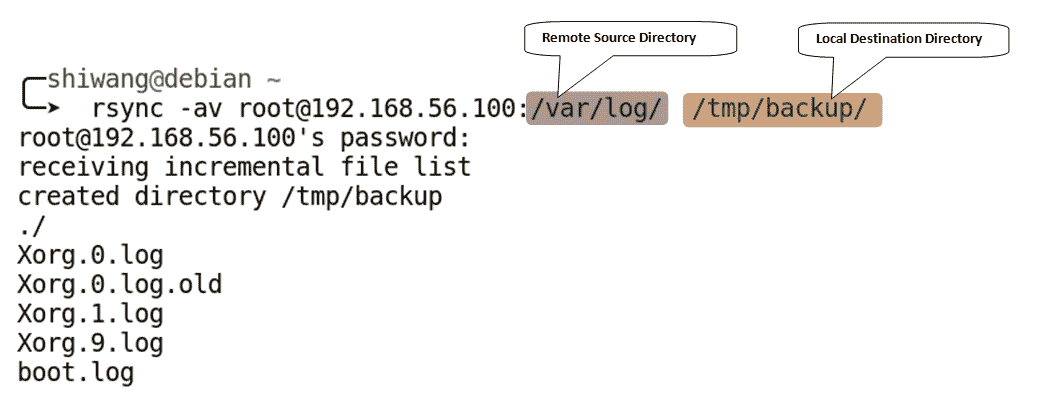 Remote Source Directory
Local Destination Directory
shiwang@debian ~
rsync -av root@192.168.56.100:/var/log/ /tmp/backup/
root@192.168.56.100's password:
receiving incremental file list
created directory /tmp/backup
./
Xorg.0.log
Xorg.0.log.old
Xorg.1.log
Xorg.9.log
boot.log